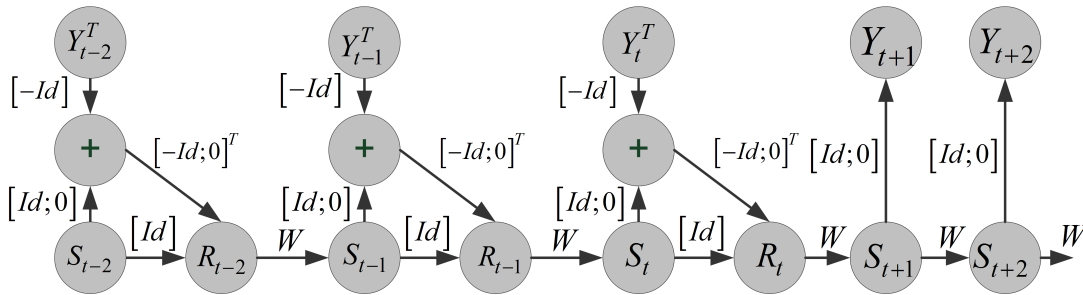 Y_{t-2}^T Y_{t-1}^T Y_t^T Y_{t+1} Y_{t+2}
[-Id] [-Id] [-Id]
+ + +
[-Id;0]^T [-Id;0]^T [-Id;0]^T [Id;0] [Id;0]
[Id;0] [Id;0] [Id;0]
[Id] W [Id] W [Id] W W W
S_{t-2} R_{t-2} S_{t-1} R_{t-1} S_t R_t S_{t+1} S_{t+2}